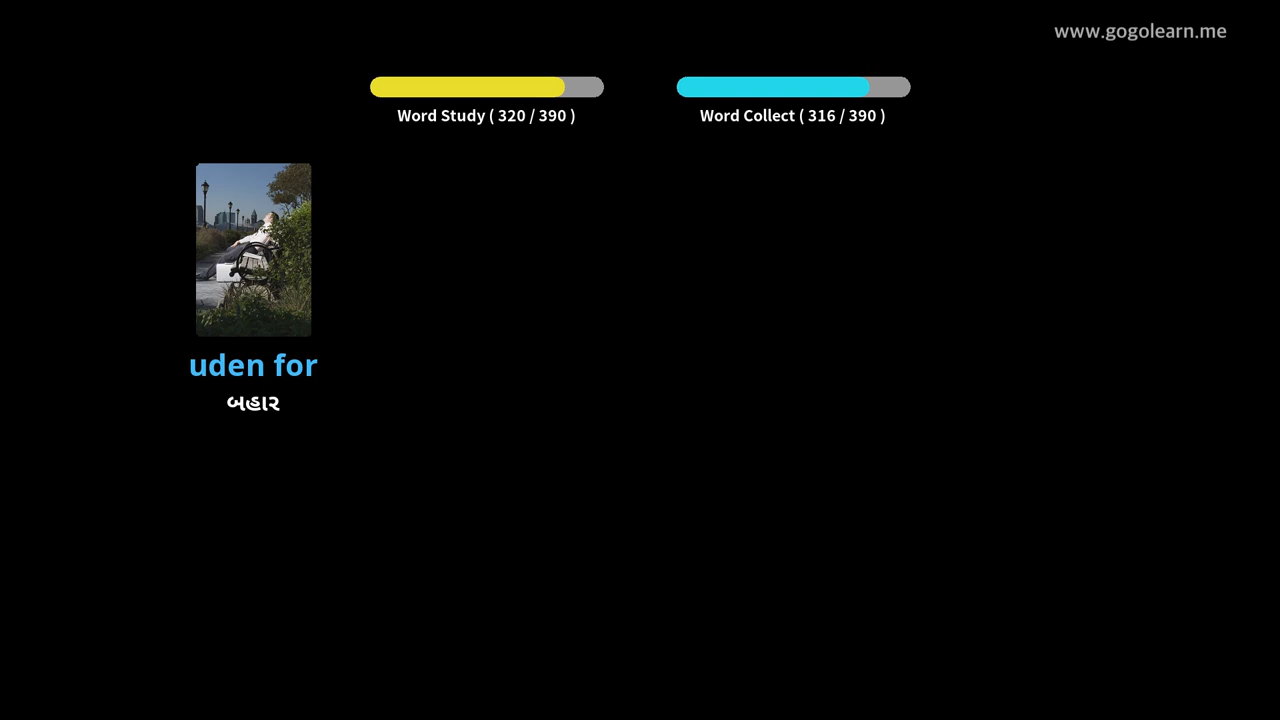 www.gogolearn.me
Word Study ( 320 / 390 )
Word Collect ( 316 / 390 )
uden for
બહાર